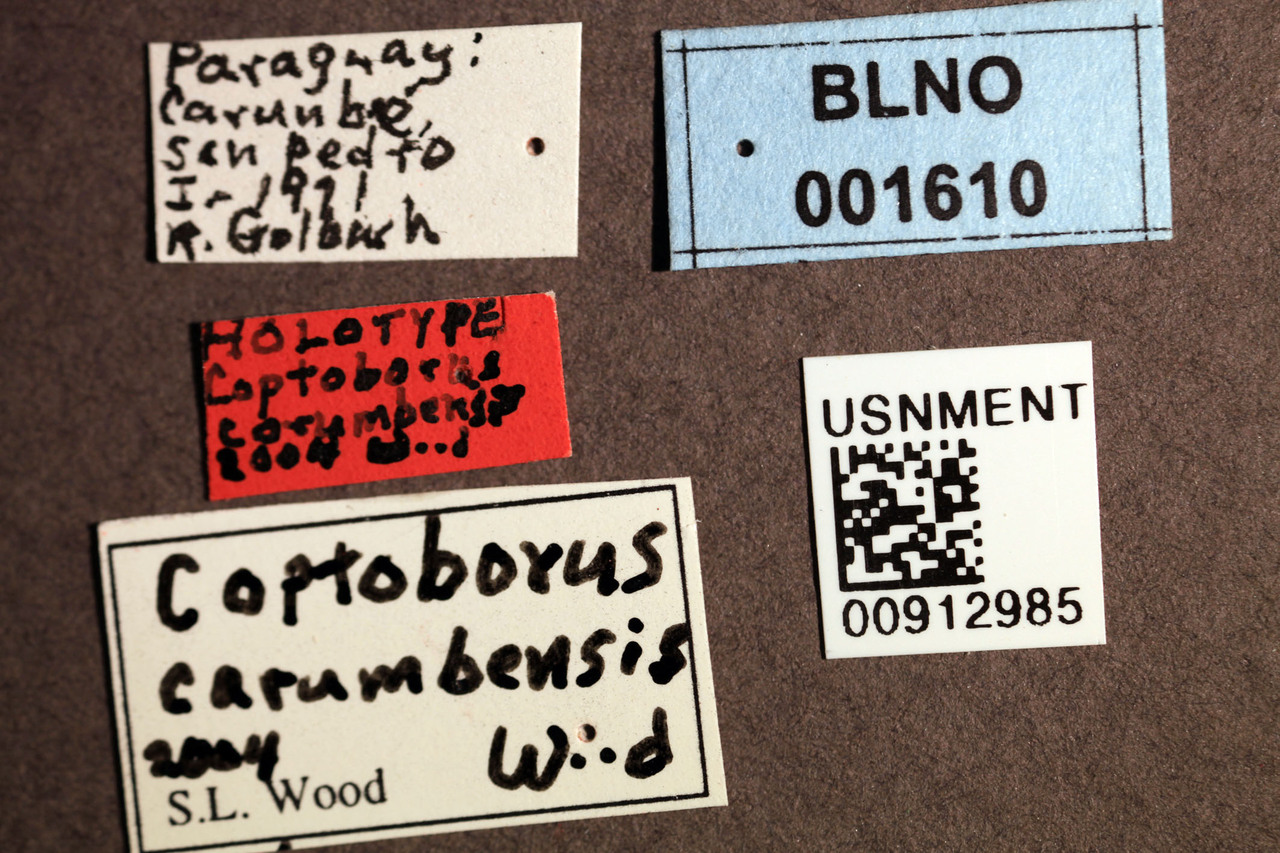 Paraguay:
Carumbe,
San Pedro
I-1971
R. Golbach
BLNO
001610
HOLOTYPE
Coptoborus
carumbensis
2004 Wood
USNMENT
00912985
Coptoborus
carumbensis
2004 Wood
S.L. Wood